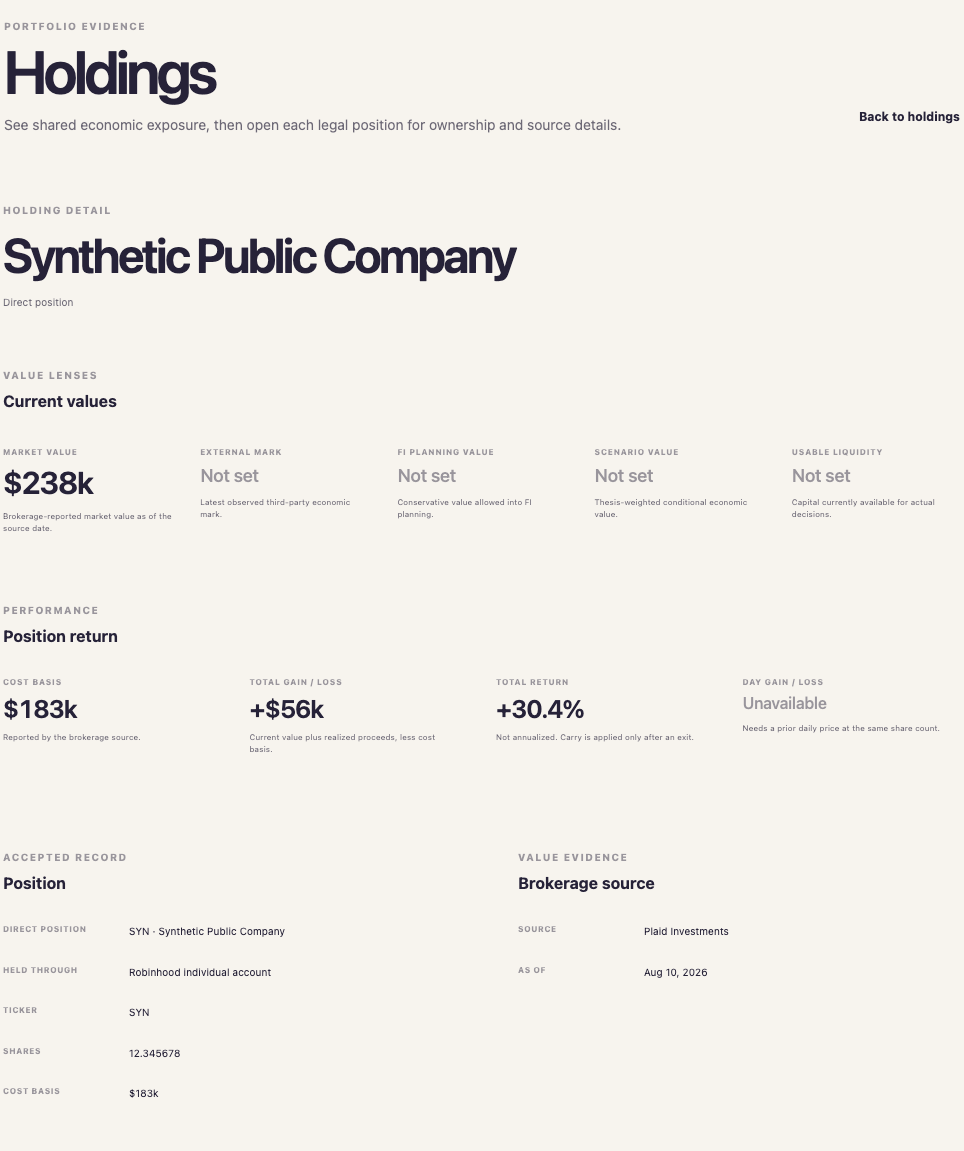 PORTFOLIO EVIDENCE
Holdings
See shared economic exposure, then open each legal position for ownership and source details.
Back to holdings
HOLDING DETAIL
Synthetic Public Company
Direct position
VALUE LENSES
Current values
MARKET VALUE
$238k
Brokerage-reported market value as of the
source date.
EXTERNAL MARK
Not set
Latest observed third-party economic
mark.
FI PLANNING VALUE
Not set
Conservative value allowed into FI
planning.
SCENARIO VALUE
Not set
Thesis-weighted conditional economic
value.
USABLE LIQUIDITY
Not set
Capital currently available for actual
decisions.
PERFORMANCE
Position return
COST BASIS
$183k
Reported by the brokerage source.
TOTAL GAIN / LOSS
+$56k
Current value plus realized proceeds, less cost
basis.
TOTAL RETURN
+30.4%
Not annualized. Carry is applied only after an exit.
DAY GAIN / LOSS
Unavailable
Needs a prior daily price at the same share count.
ACCEPTED RECORD
Position
DIRECT POSITION
SYN · Synthetic Public Company
HELD THROUGH
Robinhood individual account
TICKER
SYN
SHARES
12.345678
COST BASIS
$183k
VALUE EVIDENCE
Brokerage source
SOURCE
Plaid Investments
AS OF
Aug 10, 2026